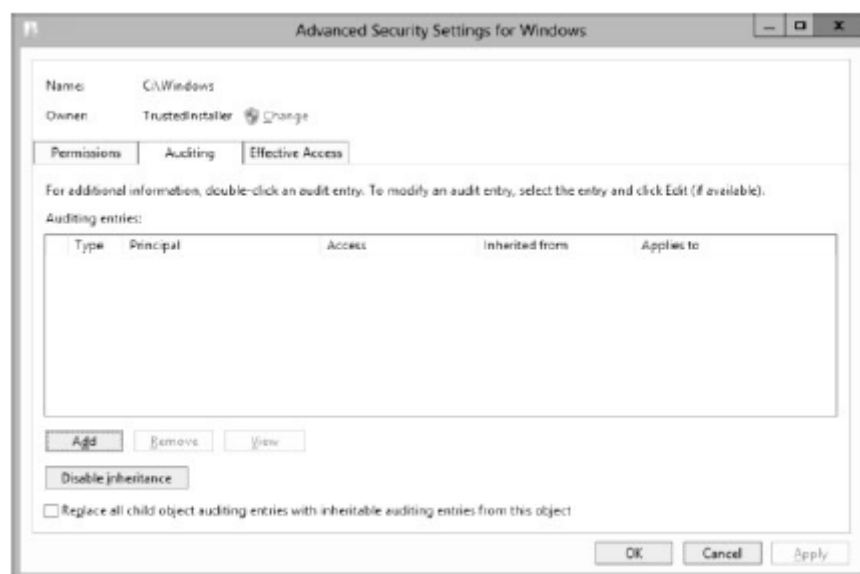 Advanced Security Settings for Windows
Name: C:\Windows
Owner: TrustedInstaller Change
Permissions Auditing Effective Access
For additional information, double-click an audit entry. To modify an audit entry, select the entry and click Edit (if available).
Auditing entries:
Type Principal Access Inherited from Applies to
Add Remove View
Disable inheritance
Replace all child object auditing entries with inheritable auditing entries from this object
OK Cancel Apply